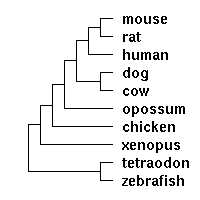 mouse
rat
human
dog
cow
opossum
chicken
xenopus
tetraodon
zebrafish